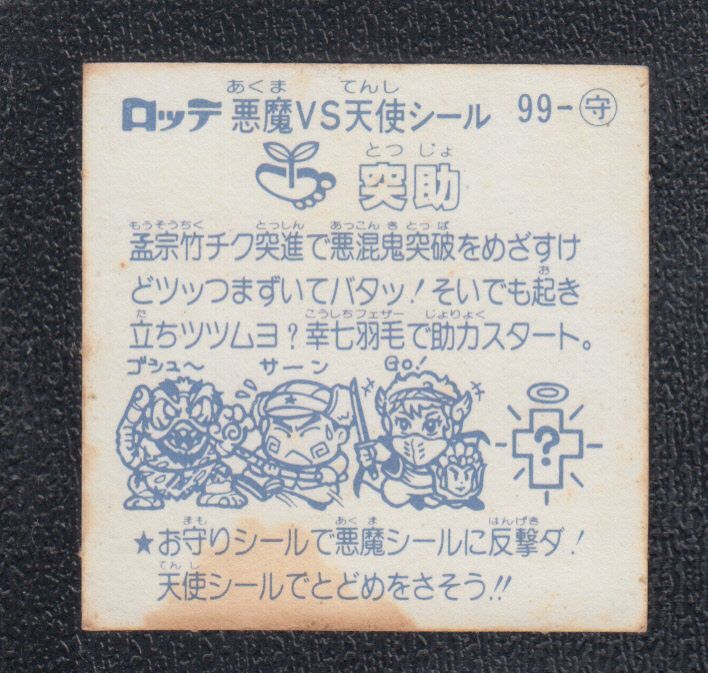 あくま てんし
ロッテ 悪魔VS天使シール 99-守
とつ じょ
突助
もうそうちく とっしん あっこん き とっぱ
孟宗竹チク突進で悪混鬼突破をめざすけ
お
どツッつまずいてバタッ!そいでも起き
た こうしちフェザー じょりょく
立ちツツムヨ?幸七羽毛で助力スタート。
ゴシュ〜 サーン GO!
?
まも あくま はんげき
★お守りシールで悪魔シールに反撃ダ!
てんし
天使シールでとどめをさそう!!